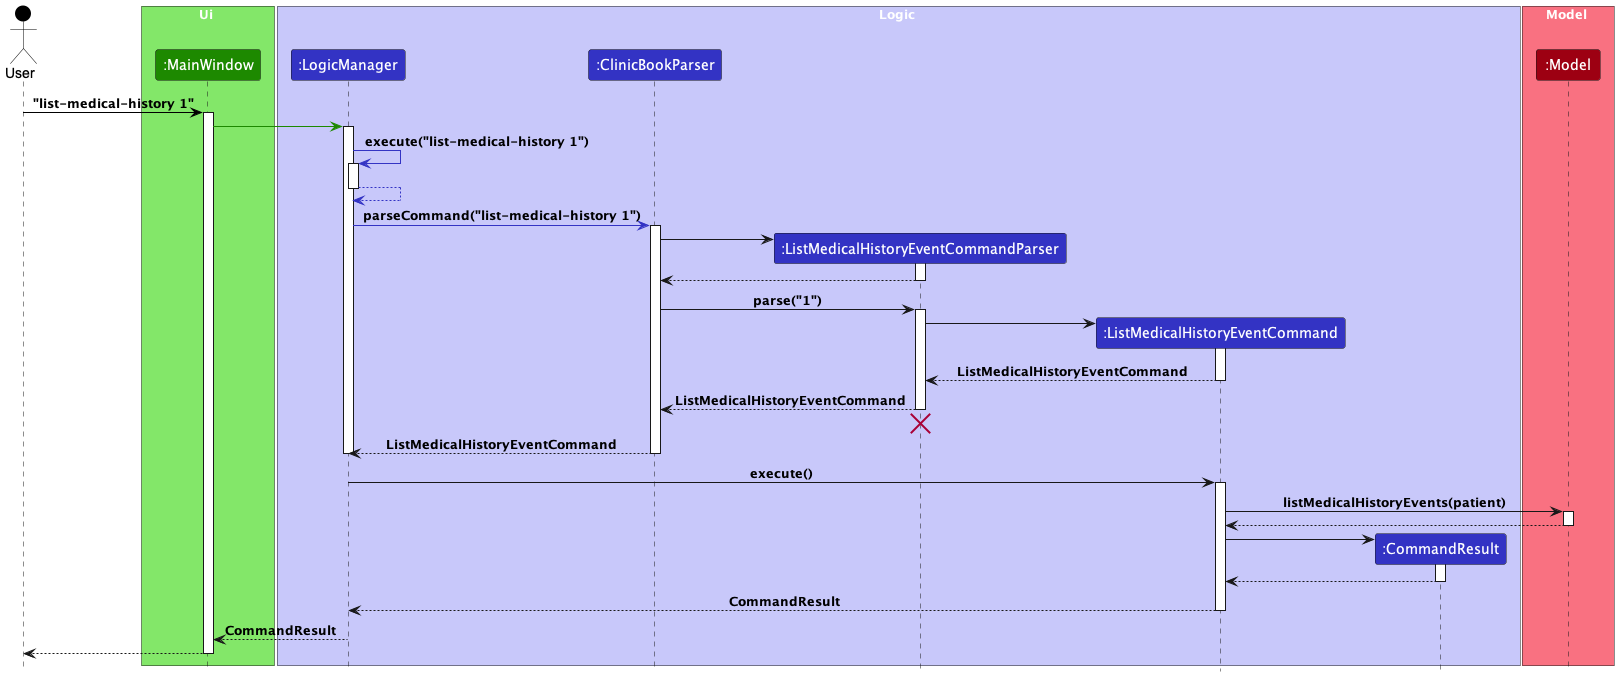 Ui
Logic
Model
User
:MainWindow
:LogicManager
:ClinicBookParser
:Model
"list-medical-history 1"
execute("list-medical-history 1")
parseCommand("list-medical-history 1")
:ListMedicalHistoryEventCommandParser
parse("1")
:ListMedicalHistoryEventCommand
ListMedicalHistoryEventCommand
ListMedicalHistoryEventCommand
ListMedicalHistoryEventCommand
execute()
listMedicalHistoryEvents(patient)
:CommandResult
CommandResult
CommandResult